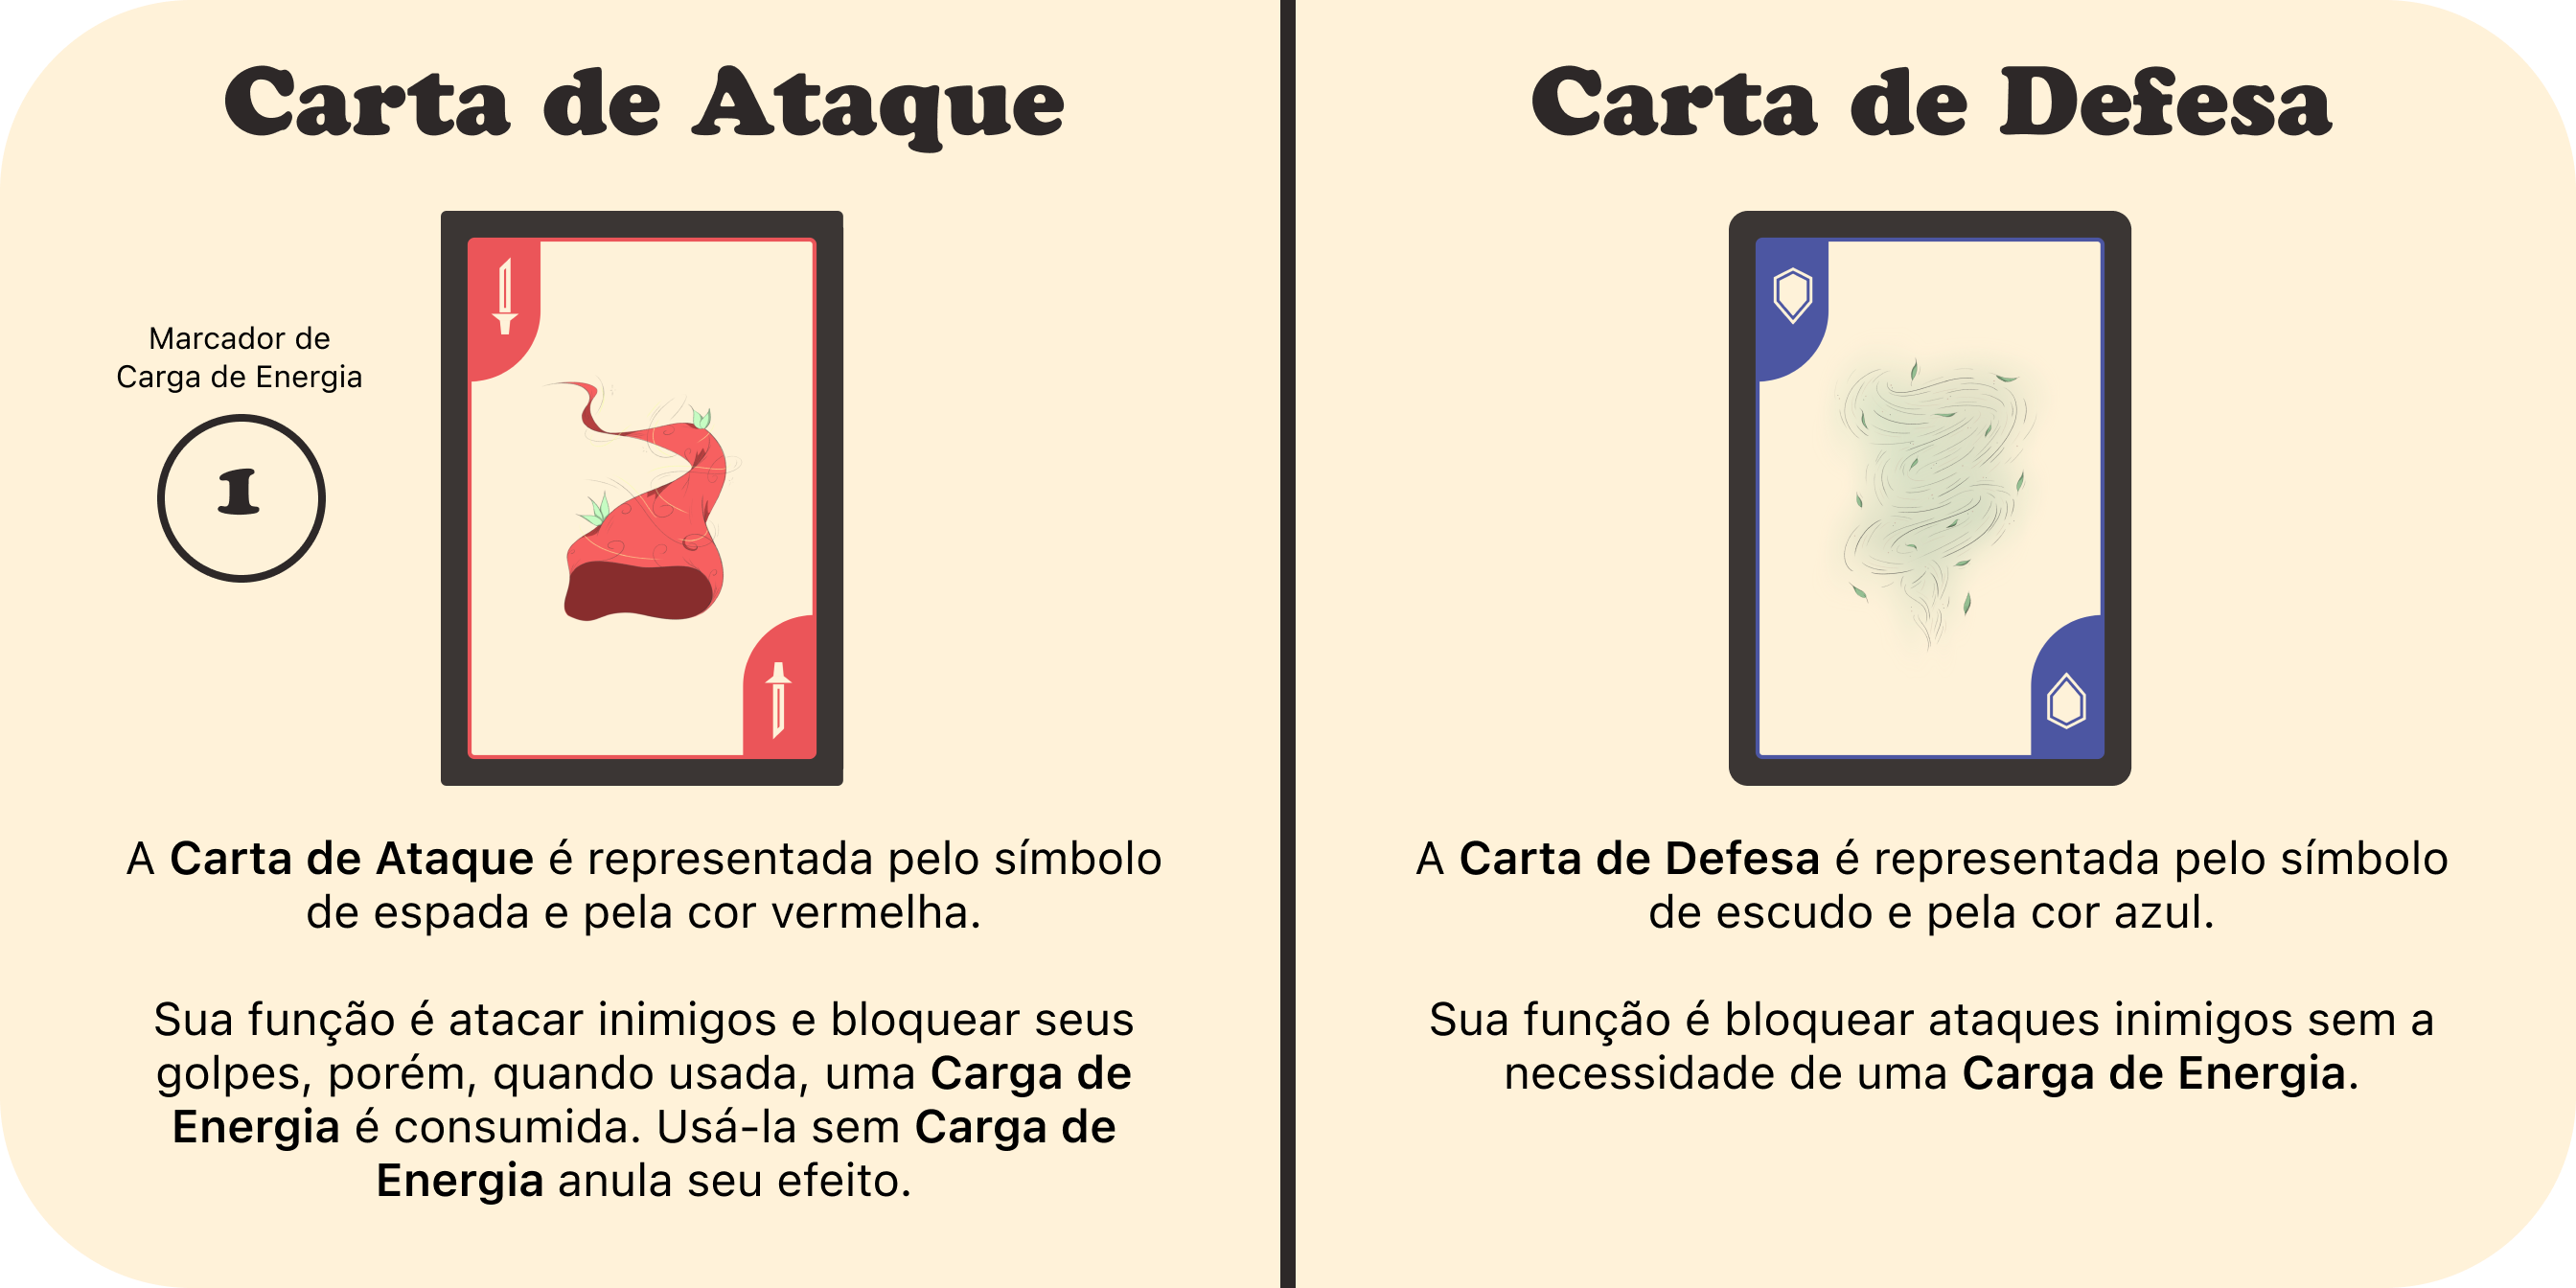 Carta de Ataque
Marcador de
Carga de Energia
1
A Carta de Ataque é representada pelo símbolo
de espada e pela cor vermelha.
Sua função é atacar inimigos e bloquear seus
golpes, porém, quando usada, uma Carga de
Energia é consumida. Usá-la sem Carga de
Energia anula seu efeito.
Carta de Defesa
A Carta de Defesa é representada pelo símbolo
de escudo e pela cor azul.
Sua função é bloquear ataques inimigos sem a
necessidade de uma Carga de Energia.